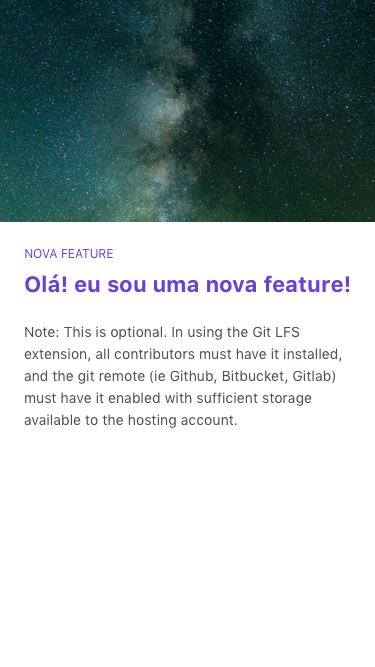 NOVA FEATURE
Olá! eu sou uma nova feature!
Note: This is optional. In using the Git LFS
extension, all contributors must have it installed,
and the git remote (ie Github, Bitbucket, Gitlab)
must have it enabled with sufficient storage
available to the hosting account.